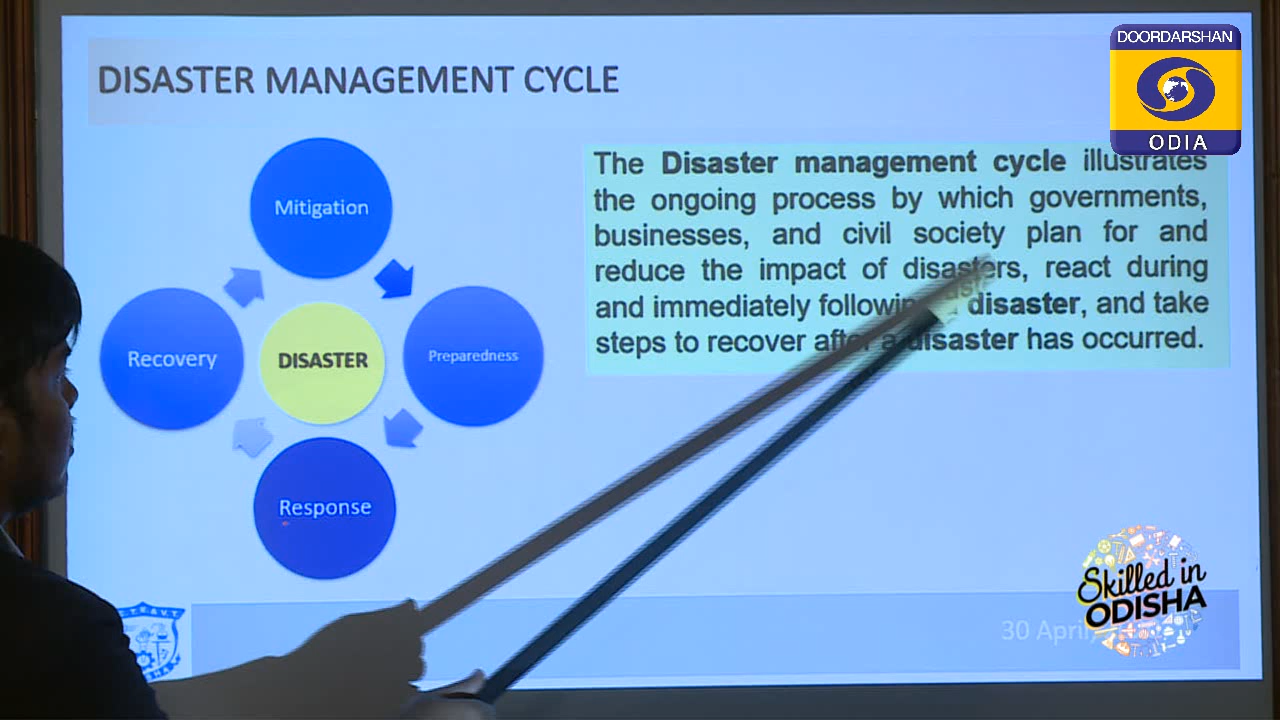 DOORDARSHAN
ODIA
DISASTER MANAGEMENT CYCLE
Mitigation
Recovery
DISASTER
Preparedness
Response
The Disaster management cycle illustrates
the ongoing process by which governments,
businesses, and civil society plan for and
reduce the impact of disasters, react during
and immediately following a disaster, and take
steps to recover after a disaster has occurred.
Skilled in
ODISHA
30 April